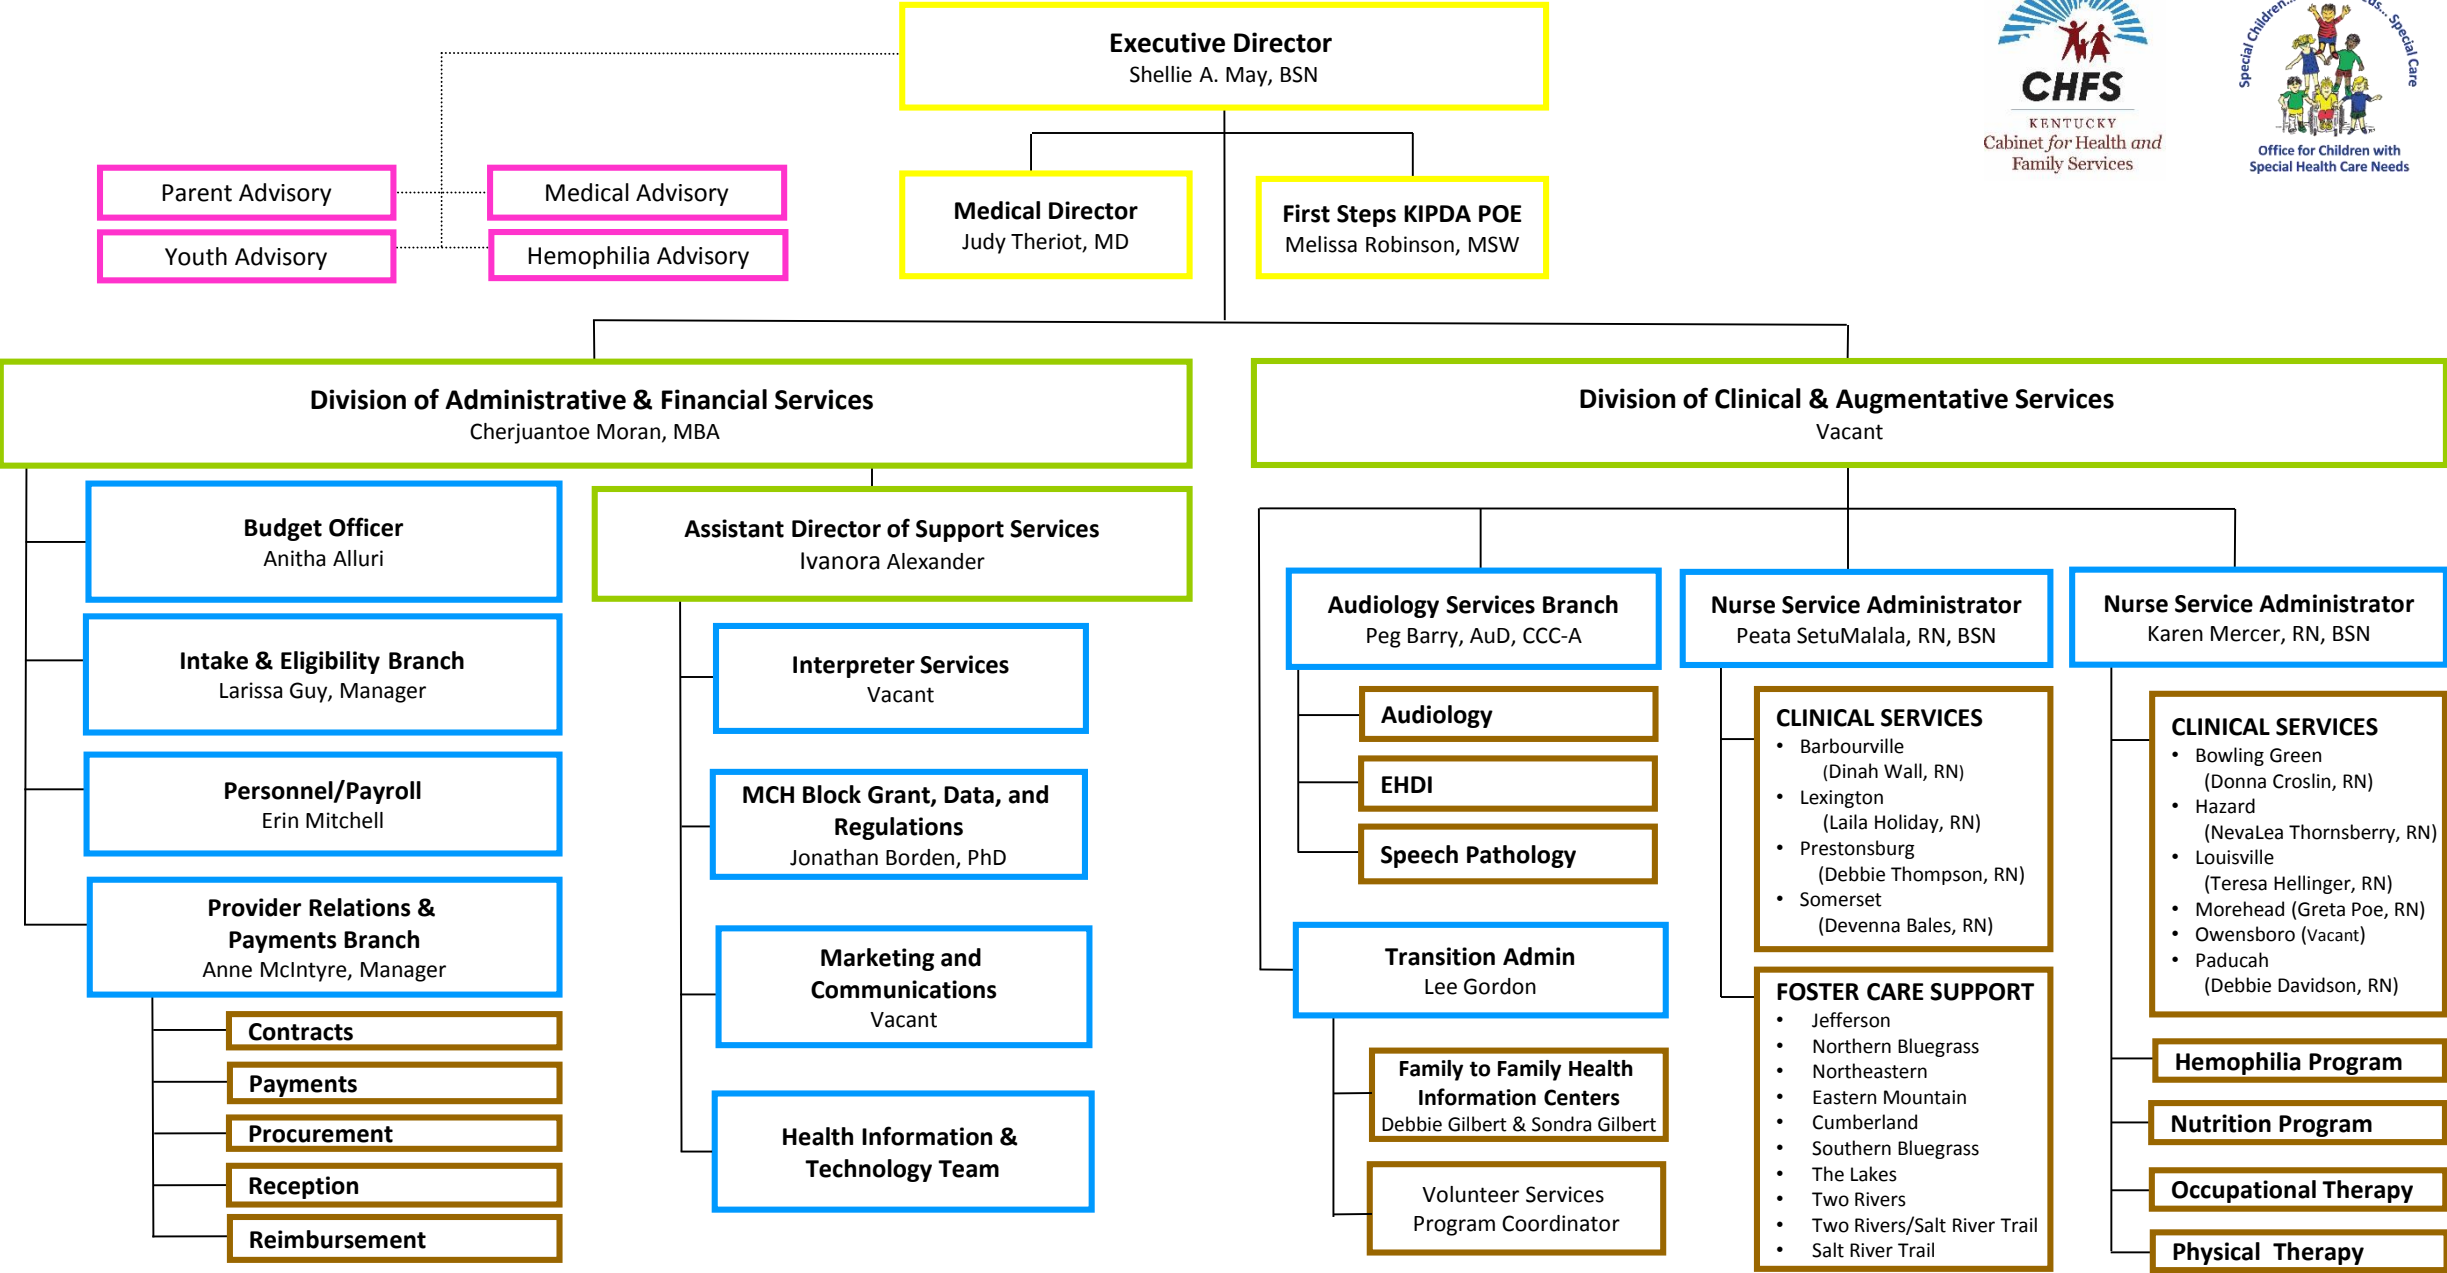 Executive Director
Shellie A. May, BSN
CHFS
KENTUCKY
Cabinet for Health and
Family Services
Special Children...
Special Care
Office for Children with
Special Health Care Needs
Parent Advisory
Medical Advisory
Youth Advisory
Hemophilia Advisory
Medical Director
Judy Theriot, MD
First Steps KIPDA POE
Melissa Robinson, MSW
Division of Administrative & Financial Services
Cherjuantoe Moran, MBA
Division of Clinical & Augmentative Services
Vacant
Budget Officer
Anitha Alluri
Intake & Eligibility Branch
Larissa Guy, Manager
Personnel/Payroll
Erin Mitchell
Provider Relations &
Payments Branch
Anne McIntyre, Manager
Contracts
Payments
Procurement
Reception
Reimbursement
Assistant Director of Support Services
Ivanora Alexander
Interpreter Services
Vacant
MCH Block Grant, Data, and
Regulations
Jonathan Borden, PhD
Marketing and
Communications
Vacant
Health Information &
Technology Team
Audiology Services Branch
Peg Barry, AuD, CCC-A
Audiology
EHDI
Speech Pathology
Transition Admin
Lee Gordon
Family to Family Health
Information Centers
Debbie Gilbert & Sondra Gilbert
Volunteer Services
Program Coordinator
Nurse Service Administrator
Peata SetuMalala, RN, BSN
CLINICAL SERVICES
• Barbourville
(Dinah Wall, RN)
• Lexington
(Laila Holiday, RN)
• Prestonsburg
(Debbie Thompson, RN)
• Somerset
(Devenna Bales, RN)
FOSTER CARE SUPPORT
• Jefferson
• Northern Bluegrass
• Northeastern
• Eastern Mountain
• Cumberland
• Southern Bluegrass
• The Lakes
• Two Rivers
• Two Rivers/Salt River Trail
• Salt River Trail
Nurse Service Administrator
Karen Mercer, RN, BSN
CLINICAL SERVICES
• Bowling Green
(Donna Croslin, RN)
• Hazard
(NevaLea Thornsberry, RN)
• Louisville
(Teresa Hellinger, RN)
• Morehead (Greta Poe, RN)
• Owensboro (Vacant)
• Paducah
(Debbie Davidson, RN)
Hemophilia Program
Nutrition Program
Occupational Therapy
Physical Therapy